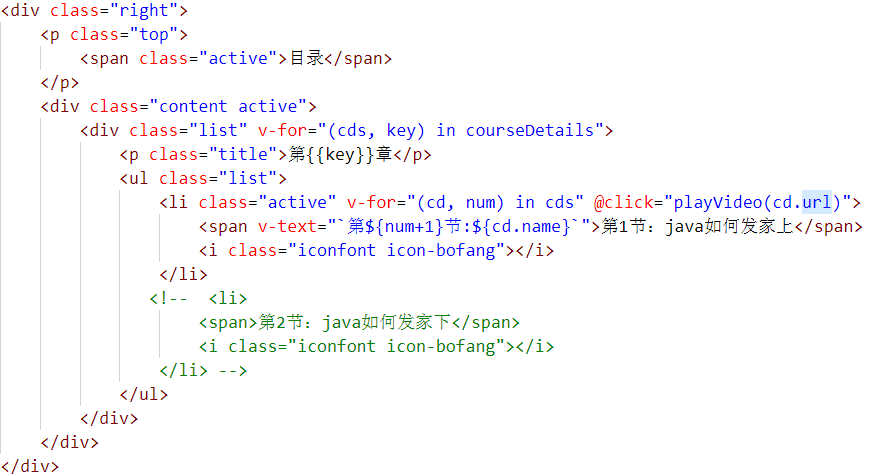 <div class="right">
    <p class="top">
        <span class="active">目录</span>
    </p>
    <div class="content active">
        <div class="list" v-for="(cds, key) in courseDetails">
            <p class="title">第{{key}}章</p>
            <ul class="list">
                <li class="active" v-for="(cd, num) in cds" @click="playVideo(cd.url)">
                    <span v-text="`第${num+1}节:${cd.name}`">第1节：java如何发家上</span>
                    <i class="iconfont icon-bofang"></i>
                </li>
               <!--  <li>
                    <span>第2节：java如何发家下</span>
                    <i class="iconfont icon-bofang"></i>
                </li> -->
            </ul>
        </div>
    </div>
</div>